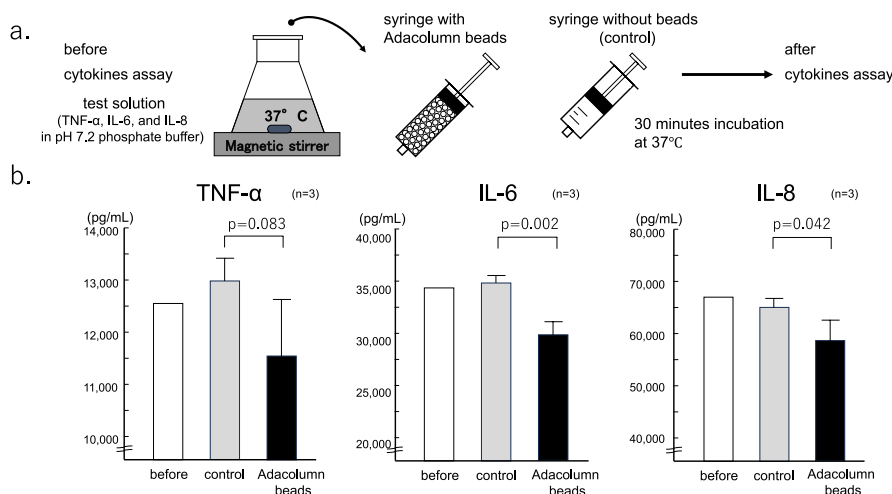 a.
before
cytokines assay
test solution
(TNF-α, IL-6, and IL-8
in pH 7,2 phosphate buffer)
37° C
Magnetic stirrer
syringe with
Adacolumn beads
syringe without beads
(control)
30 minutes incubation
at 37℃
after
cytokines assay
b.
TNF-α (n=3)
(pg/mL)
p=0.083
14,000
13,000
12,000
11,000
10,000
before control Adacolumn
beads
IL-6 (n=3)
(pg/mL)
p=0.002
40,000
35,000
30,000
25,000
20,000
before control Adacolumn
beads
IL-8 (n=3)
(pg/mL)
p=0.042
80,000
70,000
60,000
50,000
40,000
before control Adacolumn
beads